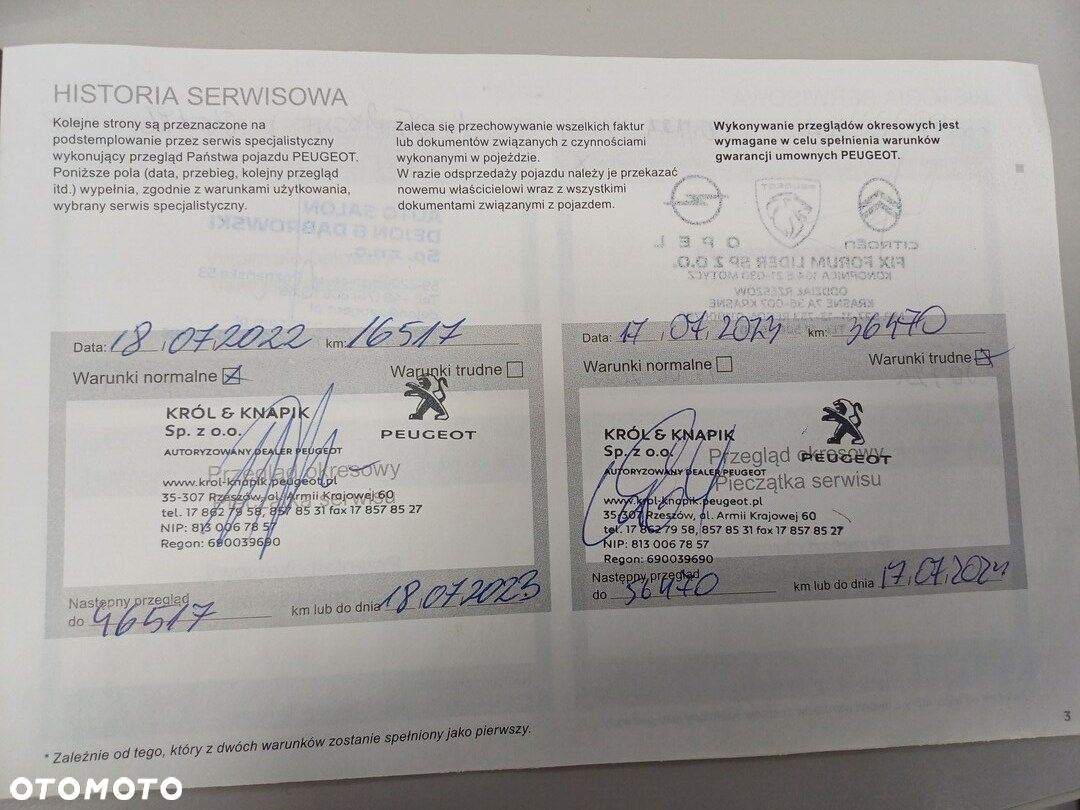 HISTORIA SERWISOWA
Kolejne strony są przeznaczone na
podstemplowanie przez serwis specjalistyczny
wykonujący przegląd Państwa pojazdu PEUGEOT.
Poniższe pola (data, przebieg, kolejny przegląd
itd.) wypełnia, zgodnie z warunkami użytkowania,
wybrany serwis specjalistyczny.
Zaleca się przechowywanie wszelkich faktur
lub dokumentów związanych z czynnościami
wykonanymi w pojeździe.
W razie odsprzedaży pojazdu należy je przekazać
nowemu właścicielowi wraz z wszystkimi
dokumentami związanymi z pojazdem.
Wykonywanie przeglądów okresowych jest
wymagane w celu spełnienia warunków
gwarancji umownych PEUGEOT.
OPEL
PEUGEOT
CITROËN
FIX FORUM LIDER SP Z O.O.
AUTO SALON
DEJON & DĄBROWSKI
Sp. z o.o.
Data: 18.07.2022 km: 16517
Warunki normalne
Warunki trudne
KRÓL & KNAPIK
Sp. z o.o.
AUTORYZOWANY DEALER PEUGEOT
PEUGEOT
Przegląd okresowy
www.krol-knapik.peugeot.pl
35-307 Rzeszów, al. Armii Krajowej 60
tel. 17 862 79 58, 857 85 31 fax 17 857 85 27
NIP: 813 006 78 57
Regon: 690039690
Następny przegląd
do 46517 km lub do dnia 18.07.2023
Data: 17.07.2023 km: 36470
Warunki normalne
Warunki trudne
KRÓL & KNAPIK
Sp. z o.o.
AUTORYZOWANY DEALER PEUGEOT
PEUGEOT
Przegląd okresowy
Pieczątka serwisu
www.krol-knapik.peugeot.pl
35-307 Rzeszów, al. Armii Krajowej 60
tel. 17 862 79 58, 857 85 31 fax 17 857 85 27
NIP: 813 006 78 57
Regon: 690039690
Następny przegląd
do 56470 km lub do dnia 17.07.2024
* Zależnie od tego, który z dwóch warunków zostanie spełniony jako pierwszy.
3
OTOMOTO